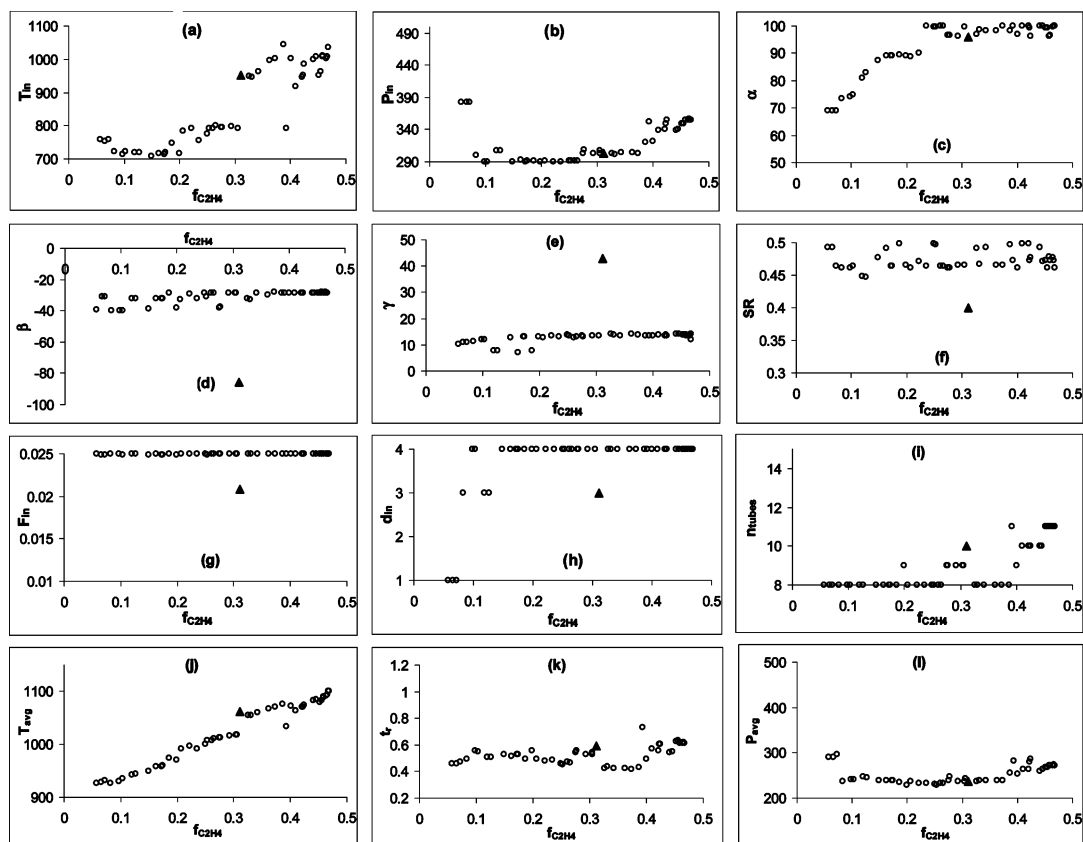 (a)
1100
1000
900
800
700
T_in
0 0.1 0.2 0.3 0.4 0.5
f_C2H4
(b)
490
440
390
340
290
P_in
0 0.1 0.2 0.3 0.4 0.5
f_C2H4
100
90
80
70
60
50
α
(c)
0 0.1 0.2 0.3 0.4 0.5
f_C2H4
f_C2H4
0 0.1 0.2 0.3 0.4 0.5
0
-20
-40
-60
-80
-100
β
(d)
(e)
50
40
30
20
10
0
γ
0 0.1 0.2 0.3 0.4 0.5
f_C2H4
0.5
0.45
0.4
0.35
0.3
SR
(f)
0 0.1 0.2 0.3 0.4 0.5
f_C2H4
0.025
0.02
0.015
0.01
F_in
(g)
0 0.1 0.2 0.3 0.4 0.5
f_C2H4
4
3
2
1
d_in
(h)
0 0.1 0.2 0.3 0.4 0.5
f_C2H4
(i)
12
11
10
9
8
n_tubes
0 0.1 0.2 0.3 0.4 0.5
f_C2H4
(j)
1100
1000
900
T_avg
0 0.1 0.2 0.3 0.4 0.5
f_C2H4
(k)
1.4
1.2
1
0.8
0.6
0.4
0.2
t_r
0 0.1 0.2 0.3 0.4 0.5
f_C2H4
(l)
500
400
300
200
P_avg
0 0.1 0.2 0.3 0.4 0.5
f_C2H4